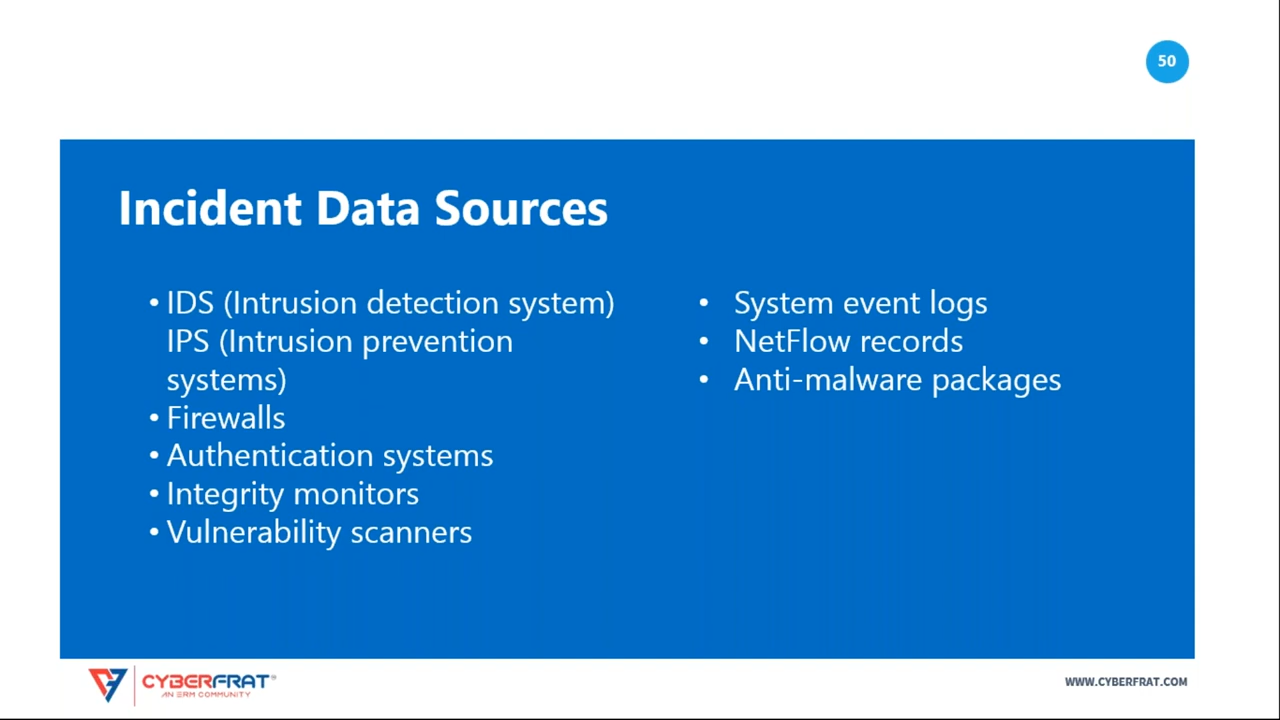 50
Incident Data Sources
• IDS (Intrusion detection system)
IPS (Intrusion prevention
systems)
• Firewalls
• Authentication systems
• Integrity monitors
• Vulnerability scanners
• System event logs
• NetFlow records
• Anti-malware packages
CYBERFRAT®
AN ERM COMMUNITY
WWW.CYBERFRAT.COM